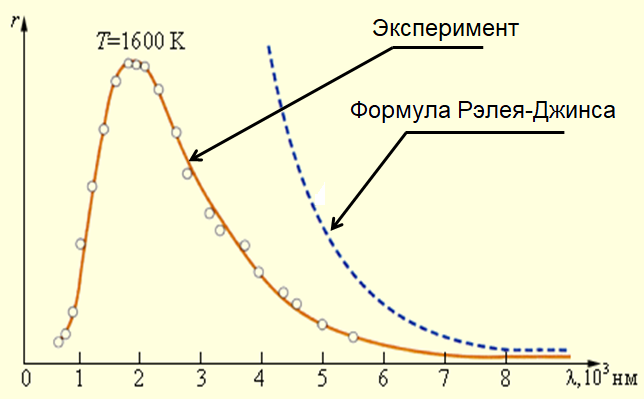 r
T=1600 K
Эксперимент
Формула Рэлея-Джинса
0 1 2 3 4 5 6 7 8 λ, 10³ нм